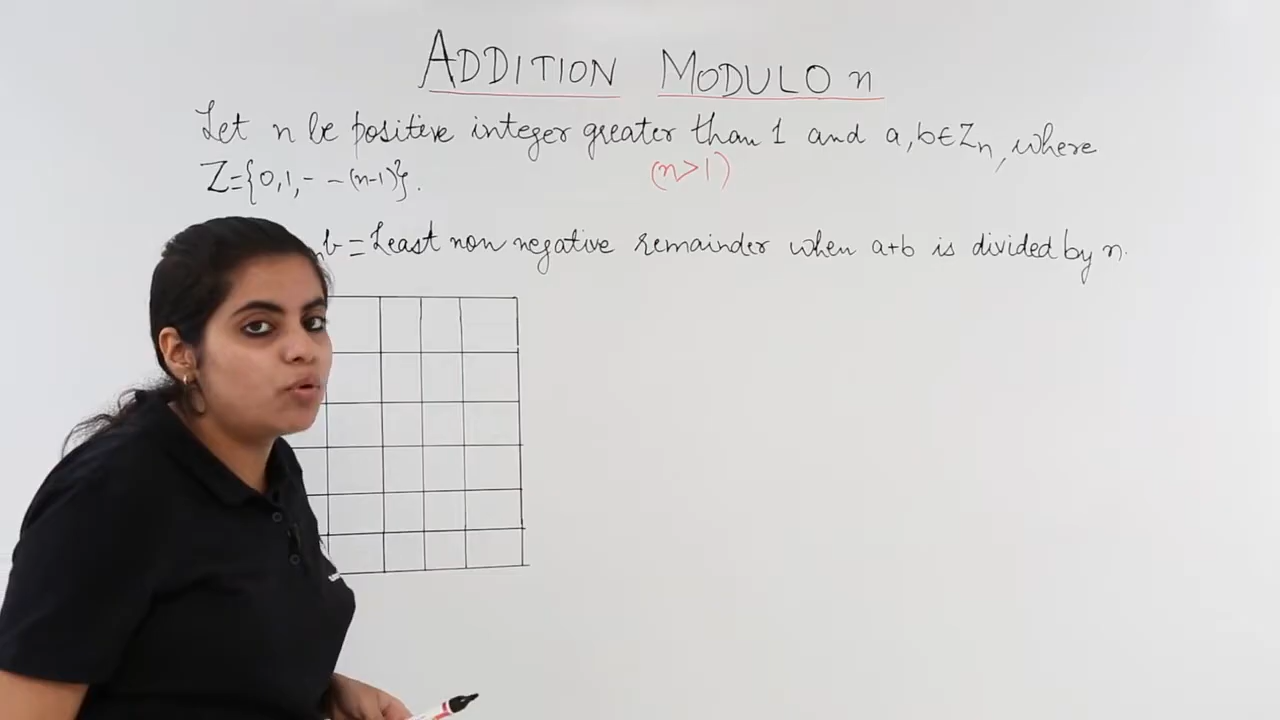 ADDITION MODULO n
Let n be positive integer greater than 1 and a, b ∈ Zn, where
(n>1)
Z={0,1,- - (n-1)}.
n b = Least non negative remainder when a+b is divided by n.